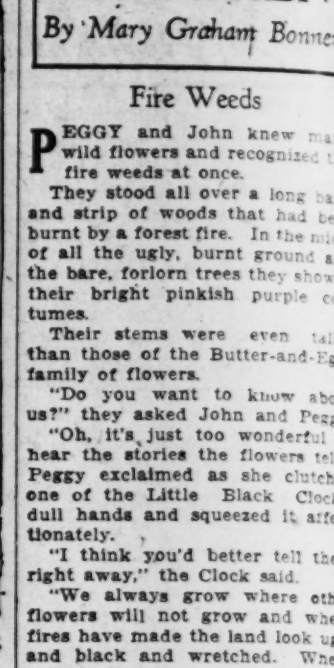 By Mary Graham Bonne
Fire Weeds
PEGGY and John knew
wild flowers and recognized
fire weeds at once.
They stood all over a long
and strip of woods that had be
burnt by a forest fire. In the
of all the ugly, burnt ground a
the bare, forlorn trees they show
their bright pinkish purple c
tumes.
Their stems were even tal
than those of the Butter-and-Eg
family of flowers.
"Do you want to know abo
us?" they asked John and Pegg
"Oh, it's just too wonderful
hear the stories the flowers tel
Peggy exclaimed as she clutch
one of the Little Black Cloc
dull hands and squeezed it affe
tionately.
"I think you'd better tell the
right away," the Clock said.
"We always grow where oth
flowers will not grow and whe
fires have made the land look u
and black and wretched. Whe